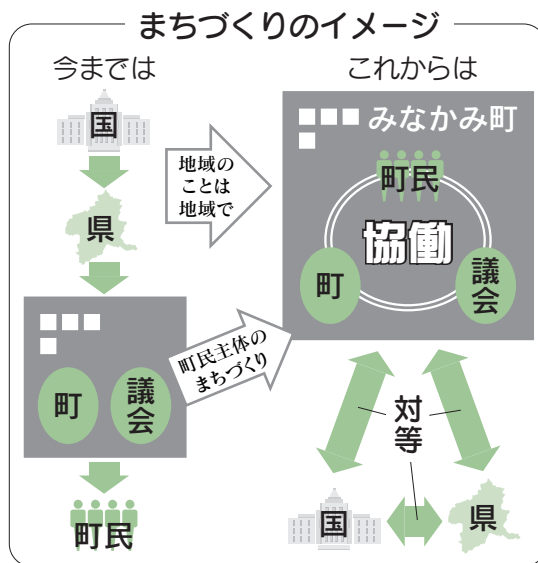 まちづくりのイメージ
今までは
国
県
町
議会
町民
地域の
ことは
地域で
町民主体の
まちづくり
これからは
みなかみ町
町民
協働
町
議会
対等
国
県